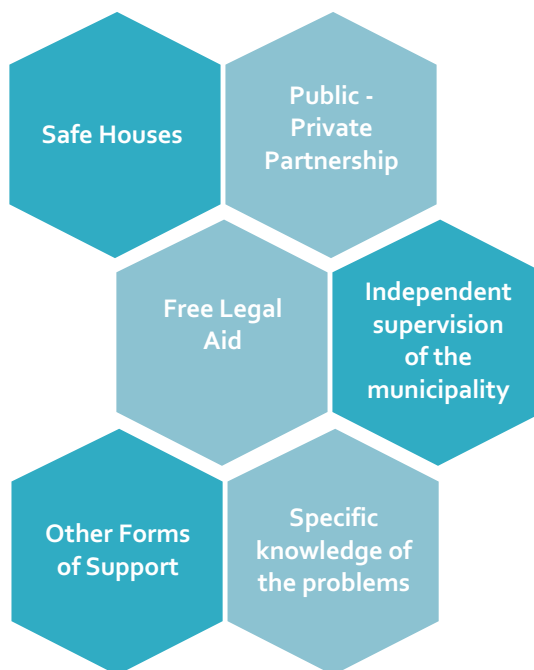 Safe Houses
Public -
Private
Partnership
Free Legal
Aid
Independent
supervision
of the
municipality
Other Forms
of Support
Specific
knowledge of
the problems